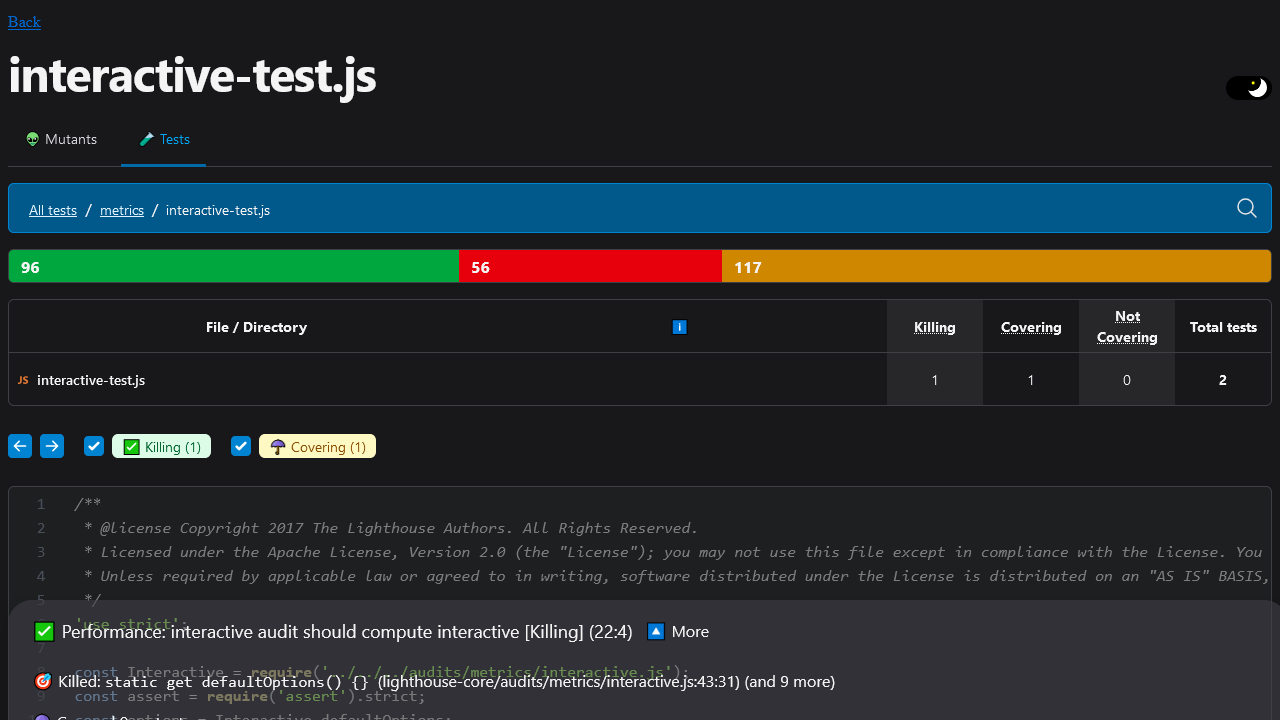 Back
interactive-test.js
Mutants Tests
All tests / metrics / interactive-test.js
96 56 117
File / Directory Killing Covering Not Covering Total tests
JS interactive-test.js 1 1 0 2
Killing (1) Covering (1)
1 /**
2 * @license Copyright 2017 The Lighthouse Authors. All Rights Reserved.
3 * Licensed under the Apache License, Version 2.0 (the "License"); you may not use this file except in compliance with the License. You
4 * Unless required by applicable law or agreed to in writing, software distributed under the License is distributed on an "AS IS" BASIS,
5 */
'use strict';
Performance: interactive audit should compute interactive [Killing] (22:4) More
7
8 const Interactive = require('../../../audits/metrics/interactive.js');
Killed: static get defaultOptions() {} (lighthouse-core/audits/metrics/interactive.js:43:31) (and 9 more)
9 const assert = require('assert').strict;
const options = Interactive.defaultOptions;